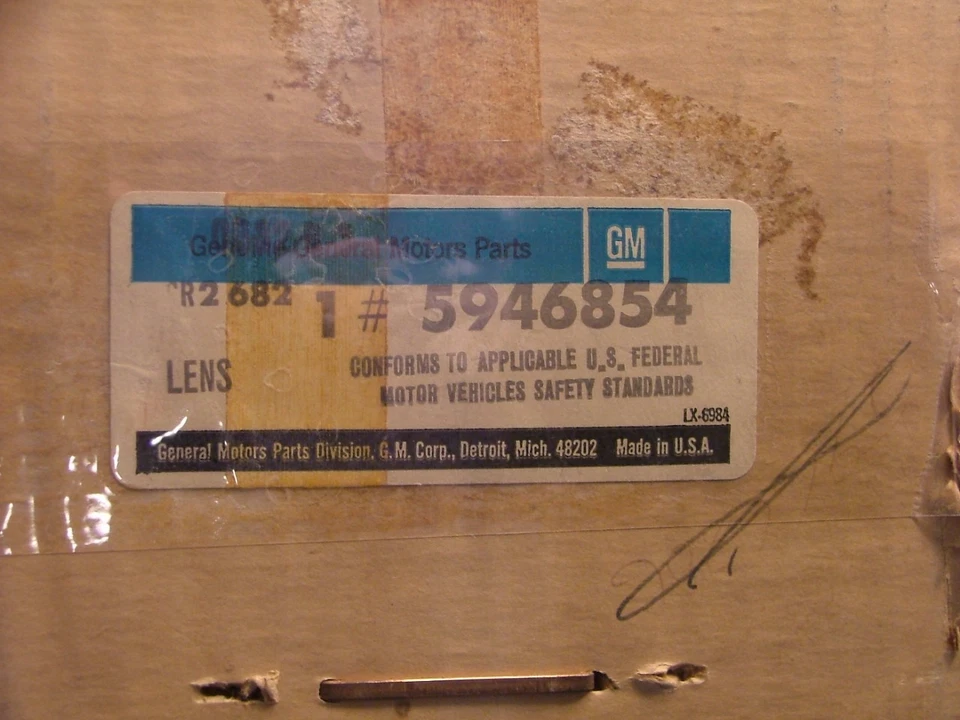 Genuine General Motors Parts
GM
R2 682 1 # 5946854
LENS
CONFORMS TO APPLICABLE U.S. FEDERAL
MOTOR VEHICLES SAFETY STANDARDS
LX-6984
General Motors Parts Division, G.M. Corp., Detroit, Mich. 48202 Made in U.S.A.